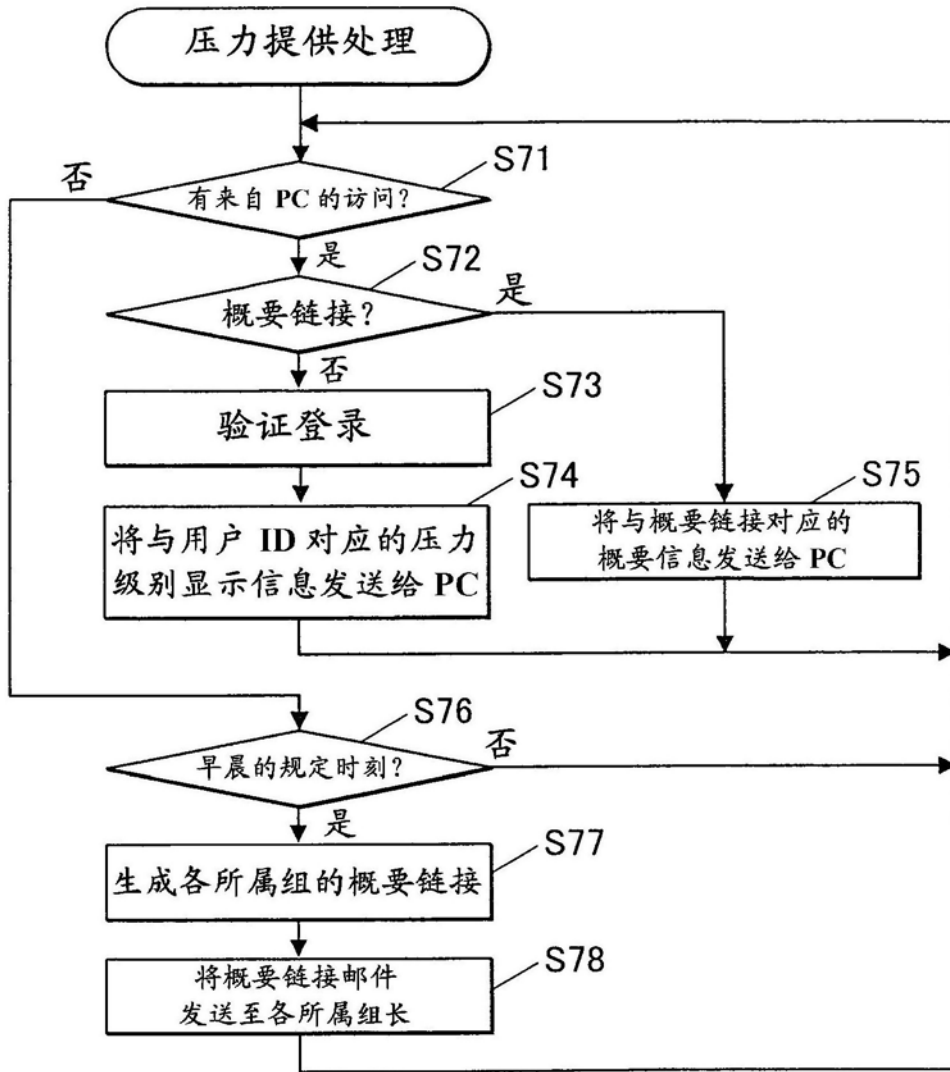 压力提供处理
S71
否
有来自 PC 的访问？
是
S72
概要链接？
是
否
S73
验证登录
S74
将与用户 ID 对应的压力
级别显示信息发送给 PC
S75
将与概要链接对应的
概要信息发送给 PC
S76
早晨的规定时刻？
否
是
S77
生成各所属组的概要链接
S78
将概要链接邮件
发送至各所属组长